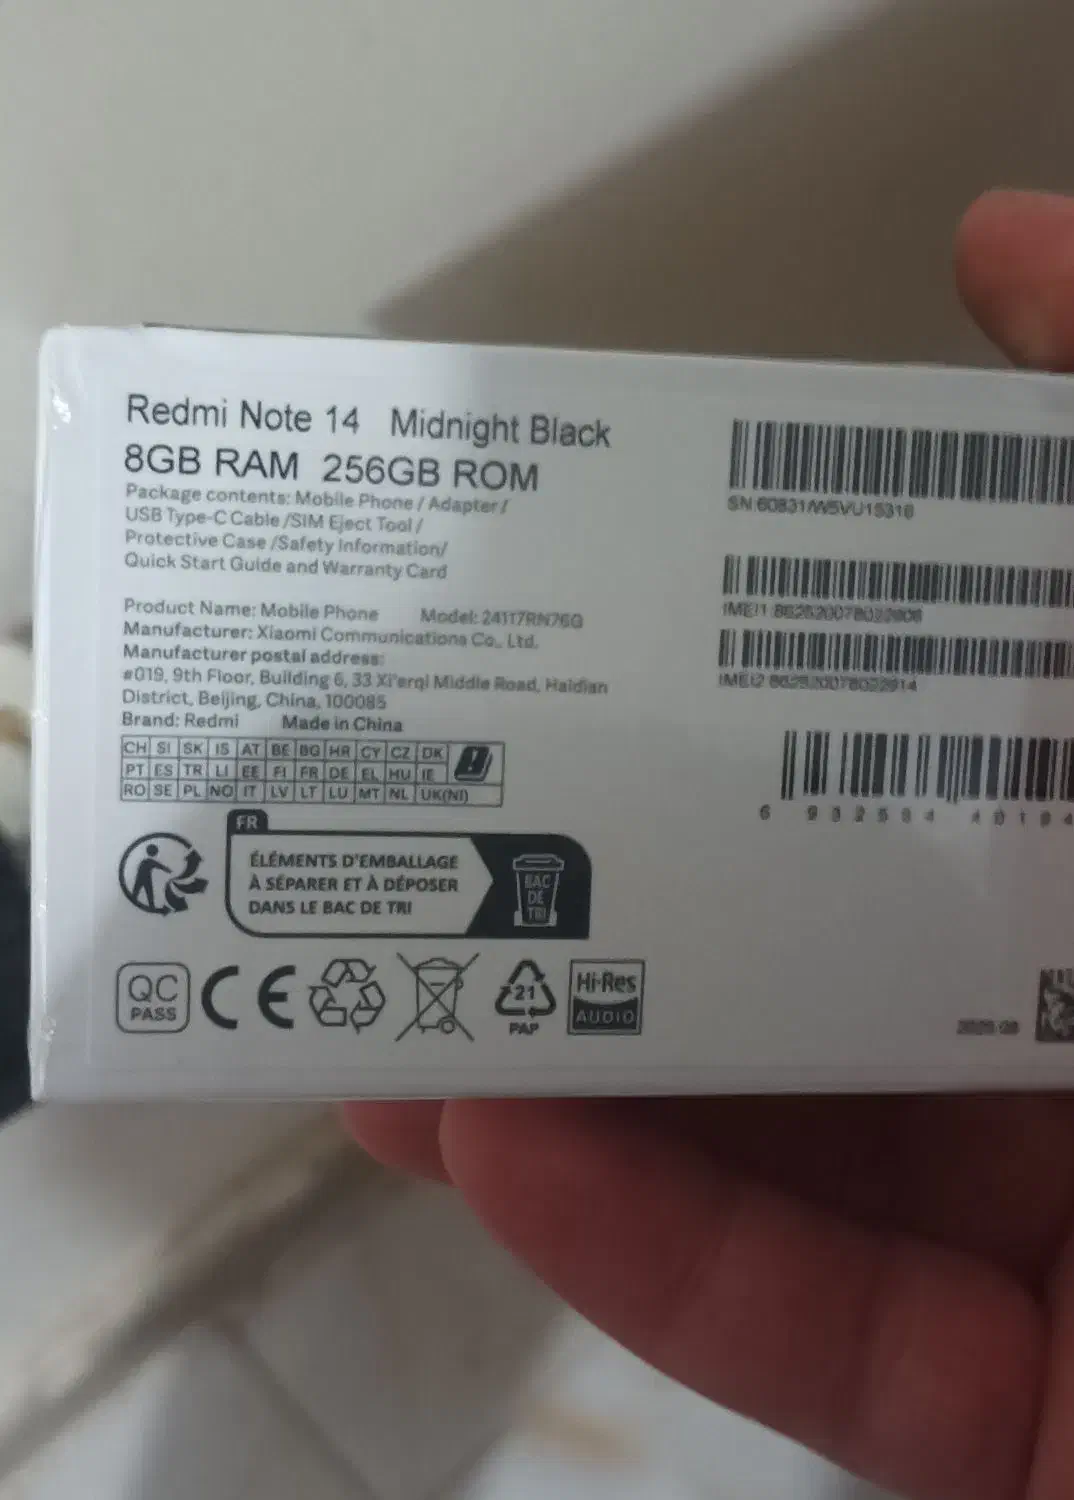 Redmi Note 14 Midnight Black
8GB RAM 256GB ROM
Package contents: Mobile Phone / Adapter /
USB Type-C Cable /SIM Eject Tool /
Protective Case /Safety Information/
Quick Start Guide and Warranty Card
Product Name: Mobile Phone Model: 24117RN76G
Manufacturer: Xiaomi Communications Co., Ltd.
Manufacturer postal address:
#019, 9th Floor, Building 6, 33 Xi'erqi Middle Road, Haidian
District, Beijing, China, 100085
Brand: Redmi Made in China
CH SI SK IS AT BE BG HR CY CZ DK
PT ES TR LI EE FI FR DE EL HU IE
RO SE PL NO IT LV LT LU MT NL UK(NI)
FR
ÉLÉMENTS D'EMBALLAGE
À SÉPARER ET À DÉPOSER
DANS LE BAC DE TRI
BAC
DE
TRI
QC
PASS
CE
21
PAP
Hi-Res
AUDIO
SN:
IMEI1:
IMEI2:
6 932554 40184